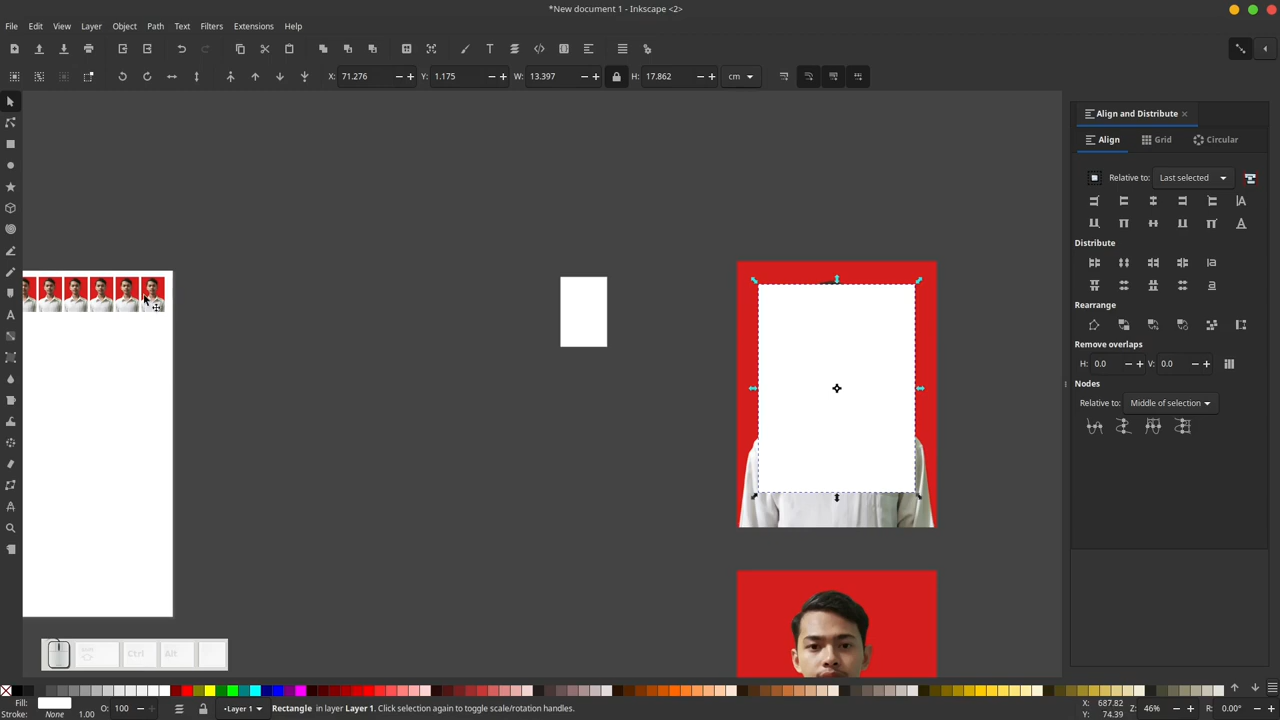 *New document 1 - Inkscape <2>
File Edit View Layer Object Path Text Filters Extensions Help
X: 71.276 Y: 1.175 W: 13.397 H: 17.862 cm
Align and Distribute
Align Grid Circular
Relative to: Last selected
Distribute
Rearrange
Remove overlaps
H: 0.0 V: 0.0
Nodes
Relative to: Middle of selection
Ctrl Alt
Fill:
Stroke: None 1.00 O: 100 Layer 1 Rectangle in layer Layer 1. Click selection again to toggle scale/rotation handles.
X: 687.82
Y: 74.39
Z: 46% R: 0.00°